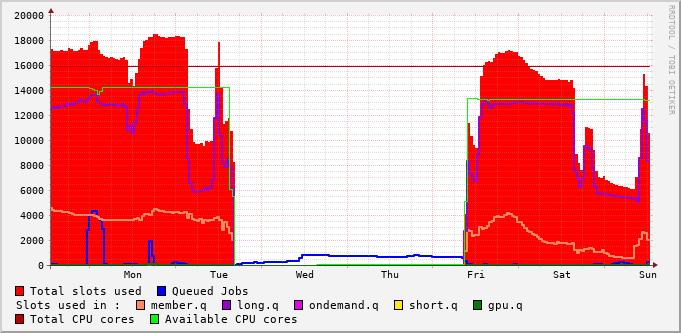 20000
18000
16000
14000
12000
10000
8000
6000
4000
2000
0
Mon Tue Wed Thu Fri Sat Sun
RRDTOOL / TOBI OETIKER
Total slots used Queued Jobs
Slots used in : member.q long.q ondemand.q short.q gpu.q
Total CPU cores Available CPU cores